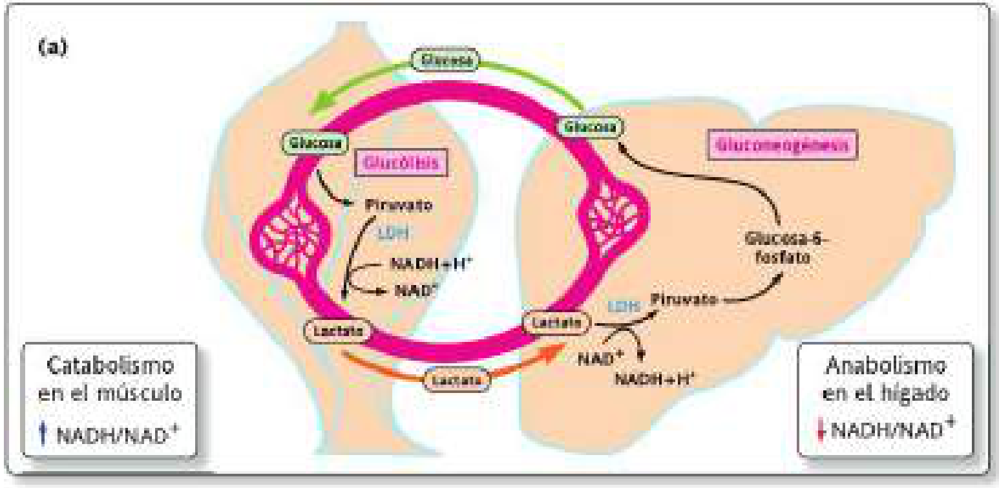 (a)
Glucosa
Glucosa
Gluconeogénesis
Glucosa
Glucólisis
Piruvato
LDH
Glucosa-6-
fosfato
NADH+H⁺
NAD⁺
LDH
Piruvato
Lactato
Lactato
NAD⁺
NADH+H⁺
Lactato
Catabolismo
en el músculo
↑ NADH/NAD⁺
Anabolismo
en el hígado
↓ NADH/NAD⁺